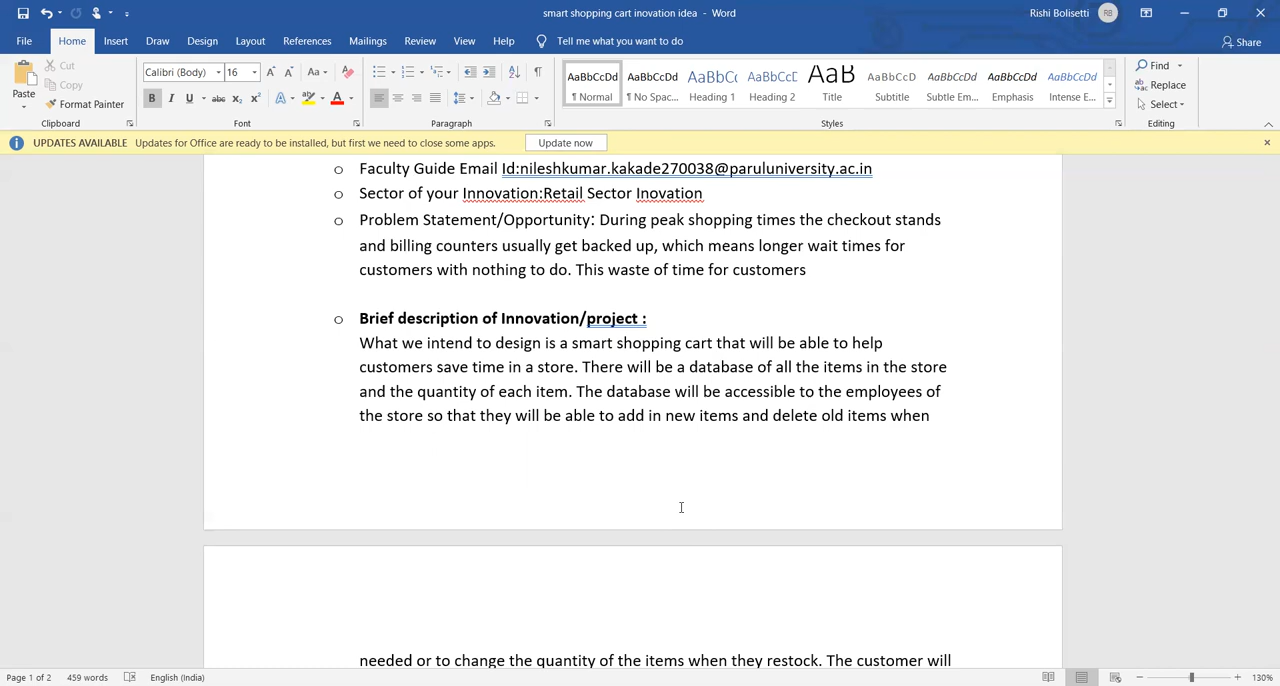 smart shopping cart inovation idea - Word
Rishi Bolisetti
RB
File Home Insert Draw Design Layout References Mailings Review View Help Tell me what you want to do
Share
Paste
Cut
Copy
Format Painter
Clipboard
Calibri (Body) 16
Aa
B I U abc x₂ x² A ab A
Font
Paragraph
AaBbCcDd AaBbCcDd AaBbCc AaBbCcD AaB AaBbCcD AaBbCcDd AaBbCcDd AaBbCcDd
¶ Normal ¶ No Spac... Heading 1 Heading 2 Title Subtitle Subtle Em... Emphasis Intense E...
Styles
Find
Replace
Select
Editing
UPDATES AVAILABLE Updates for Office are ready to be installed, but first we need to close some apps. Update now
o Faculty Guide Email Id:nileshkumar.kakade270038@paruluniversity.ac.in
o Sector of your Innovation:Retail Sector Inovation
o Problem Statement/Opportunity: During peak shopping times the checkout stands
and billing counters usually get backed up, which means longer wait times for
customers with nothing to do. This waste of time for customers
o Brief description of Innovation/project :
What we intend to design is a smart shopping cart that will be able to help
customers save time in a store. There will be a database of all the items in the store
and the quantity of each item. The database will be accessible to the employees of
the store so that they will be able to add in new items and delete old items when
needed or to change the quantity of the items when they restock. The customer will
Page 1 of 2 459 words English (India) 130%